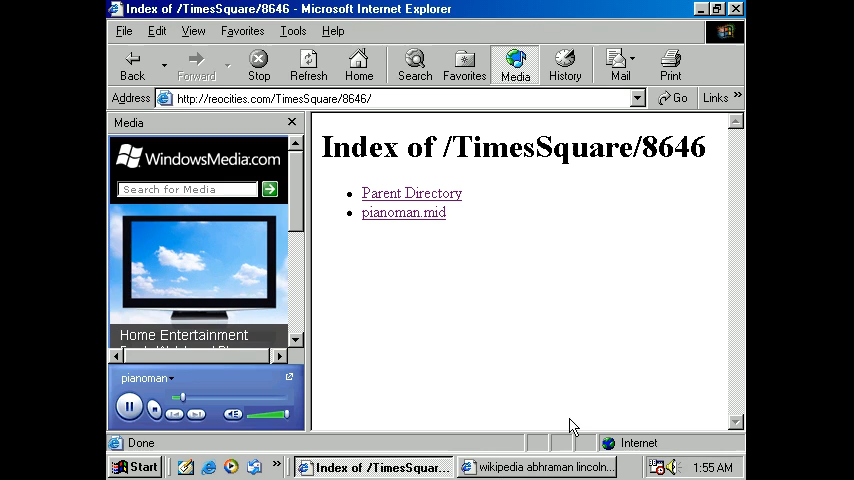 Index of /TimesSquare/8646 - Microsoft Internet Explorer
File Edit View Favorites Tools Help
Back Forward Stop Refresh Home Search Favorites Media History Mail Print
Address http://reocities.com/TimesSquare/8646/ Go Links »
Media
WindowsMedia.com
Search for Media
Home Entertainment
pianoman
Index of /TimesSquare/8646
Parent Directory
pianoman.mid
Done Internet
Start » Index of /TimesSquar... wikipedia abhraman lincoln... 1:55 AM